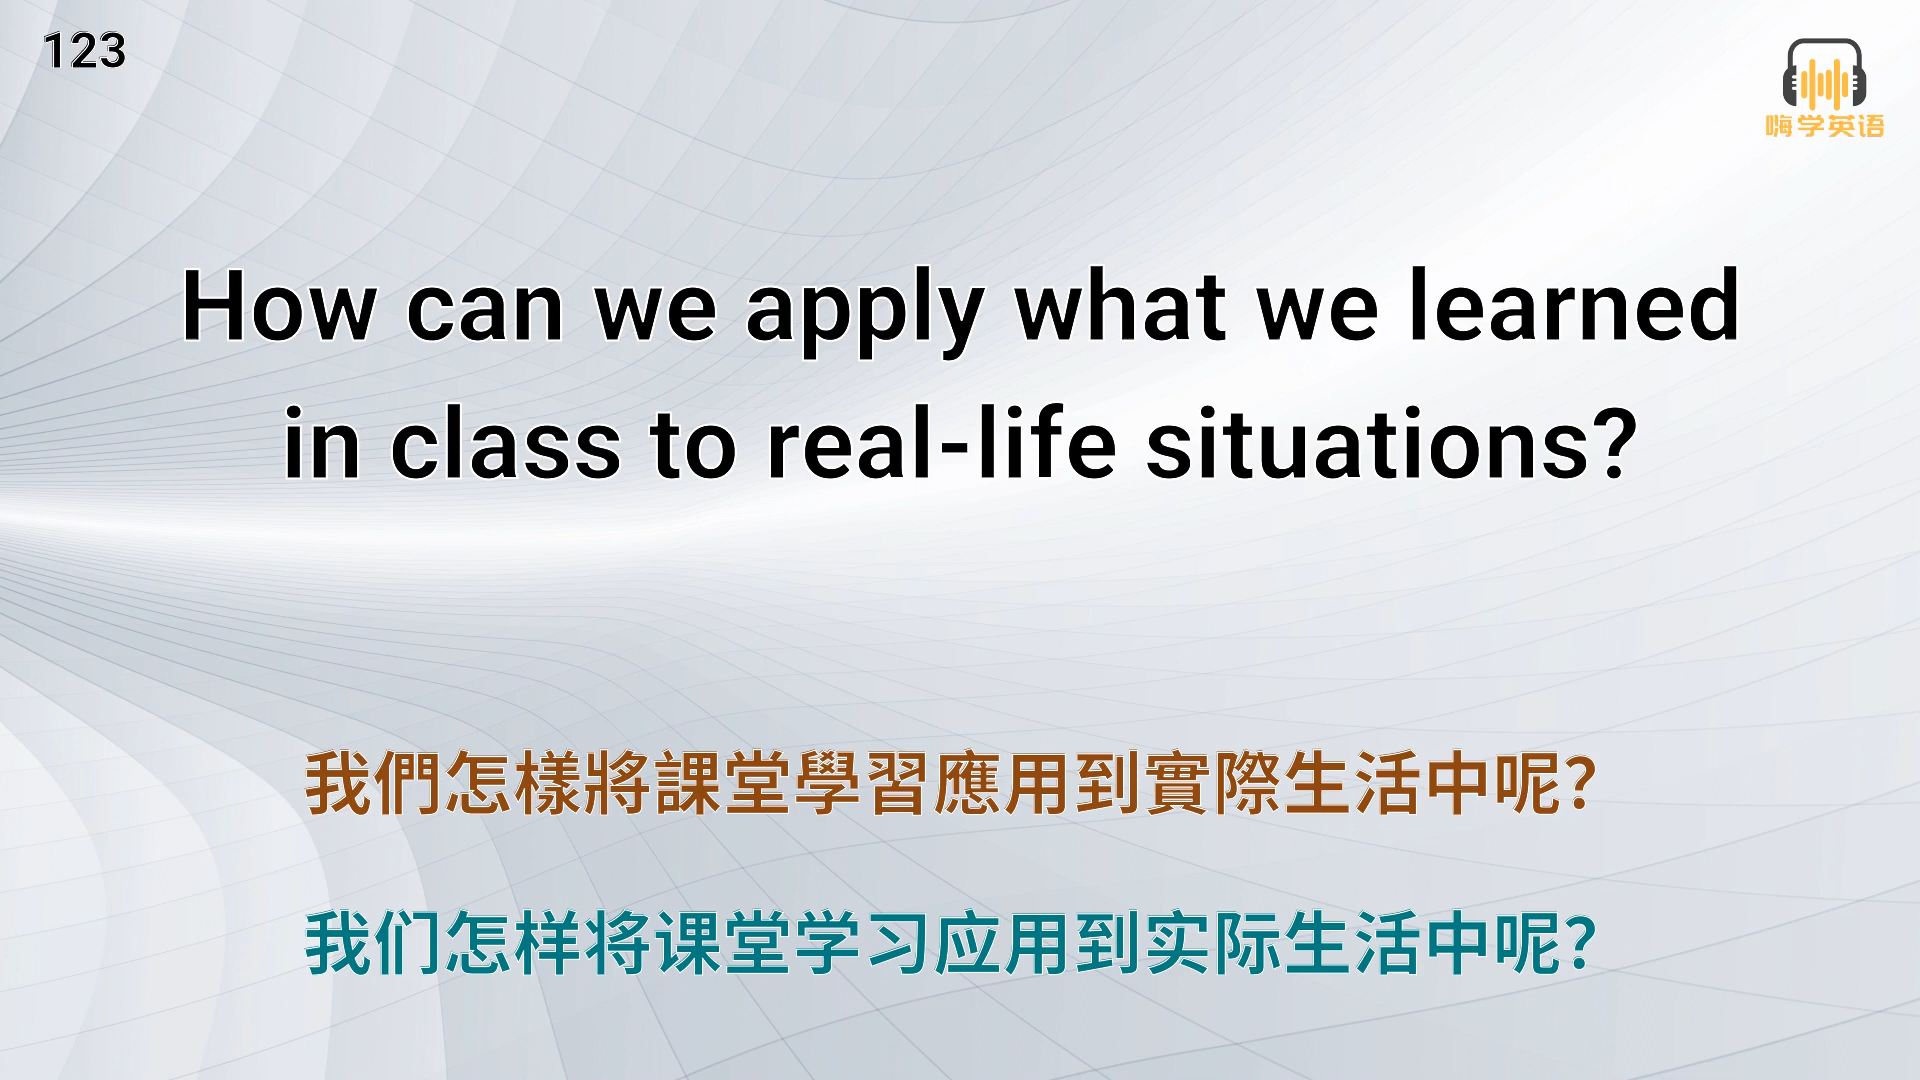 123
嗨学英语
How can we apply what we learned
in class to real-life situations?
我們怎樣將課堂學習應用到實際生活中呢？
我们怎样将课堂学习应用到实际生活中呢？